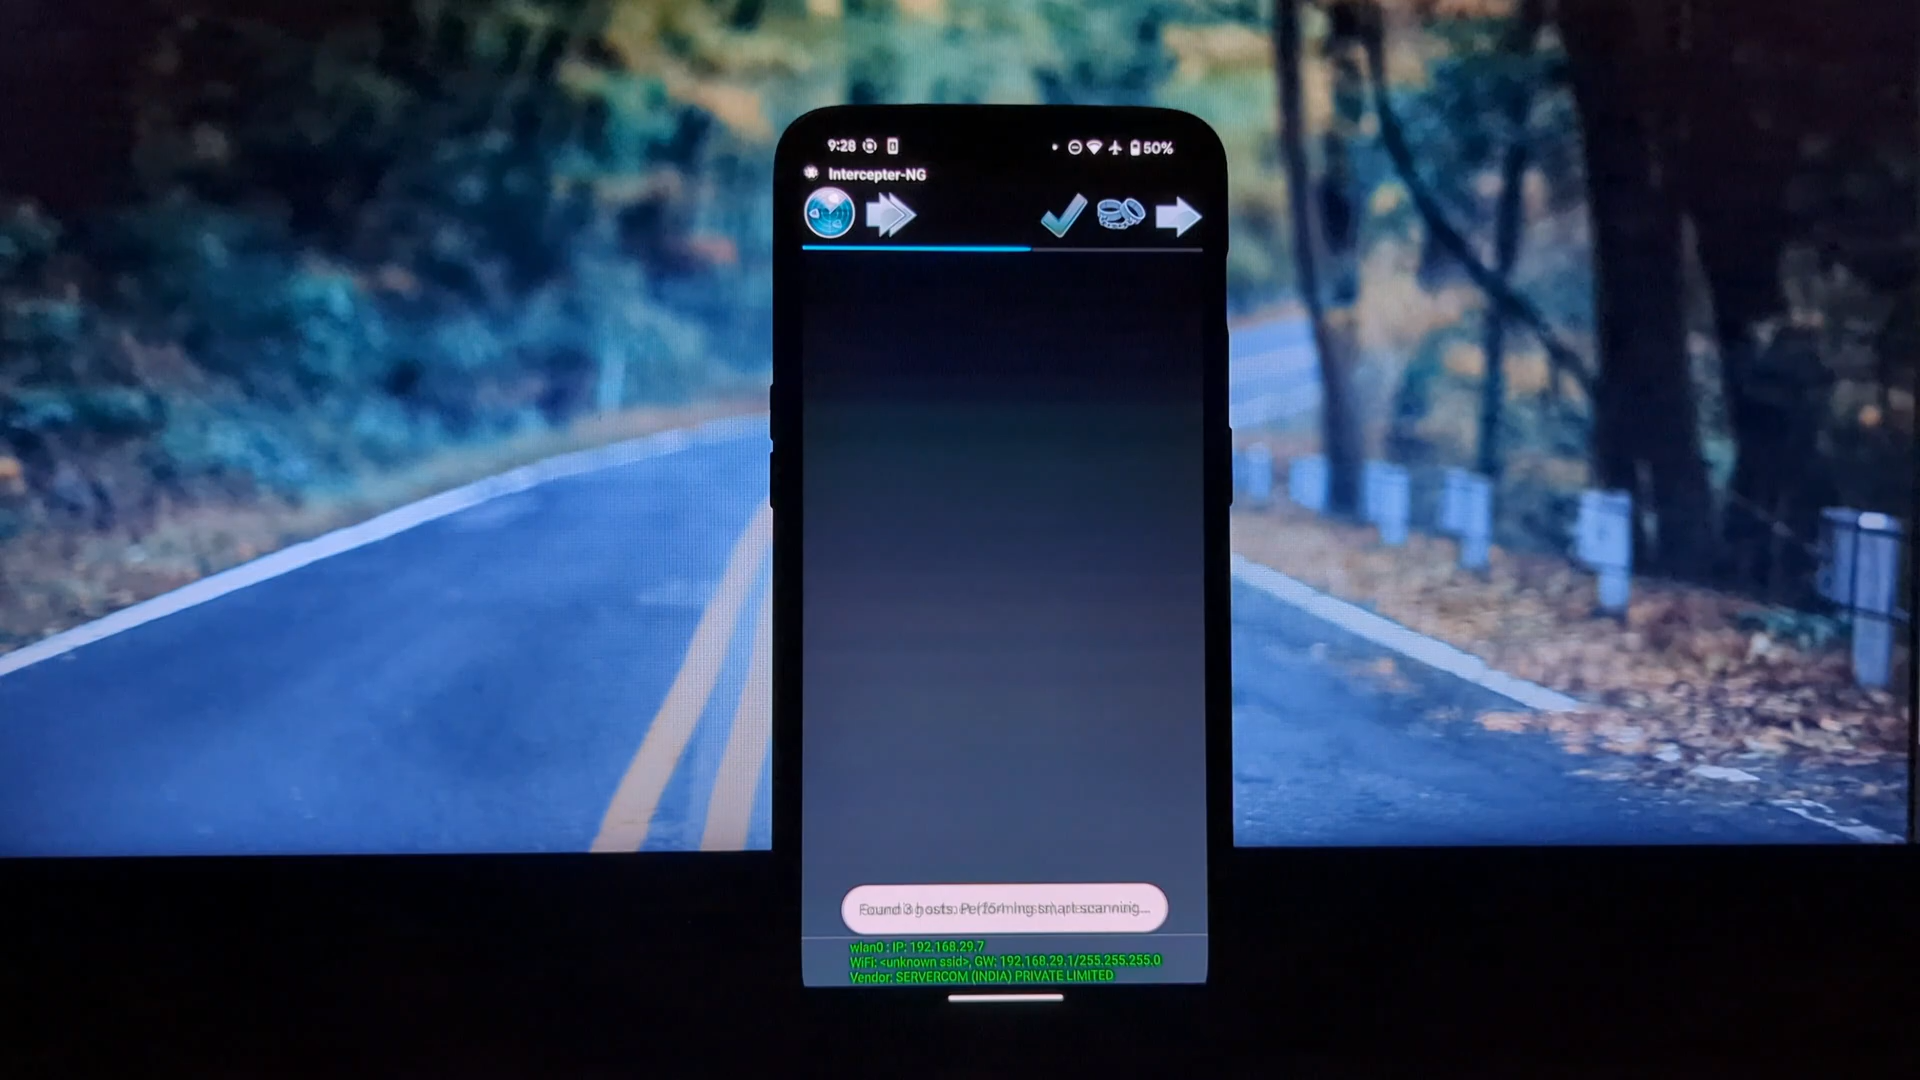 9:28
50%
Intercepter-NG
Found 3 hosts. Performing smart scanning...
wlan0 : IP: 192.168.29.7
WiFi: <unknown ssid>, GW: 192.168.29.1/255.255.255.0
Vendor: SERVERCOM (INDIA) PRIVATE LIMITED